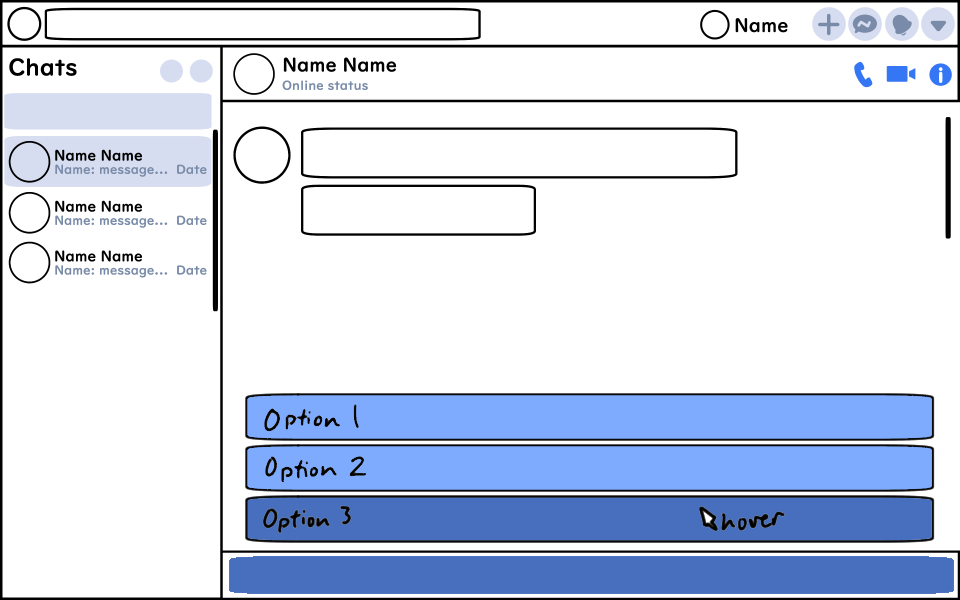 Name
Chats
Name Name
Online status
Name Name
Name: message... Date
Name Name
Name: message... Date
Name Name
Name: message... Date
Option 1
Option 2
Option 3
hover